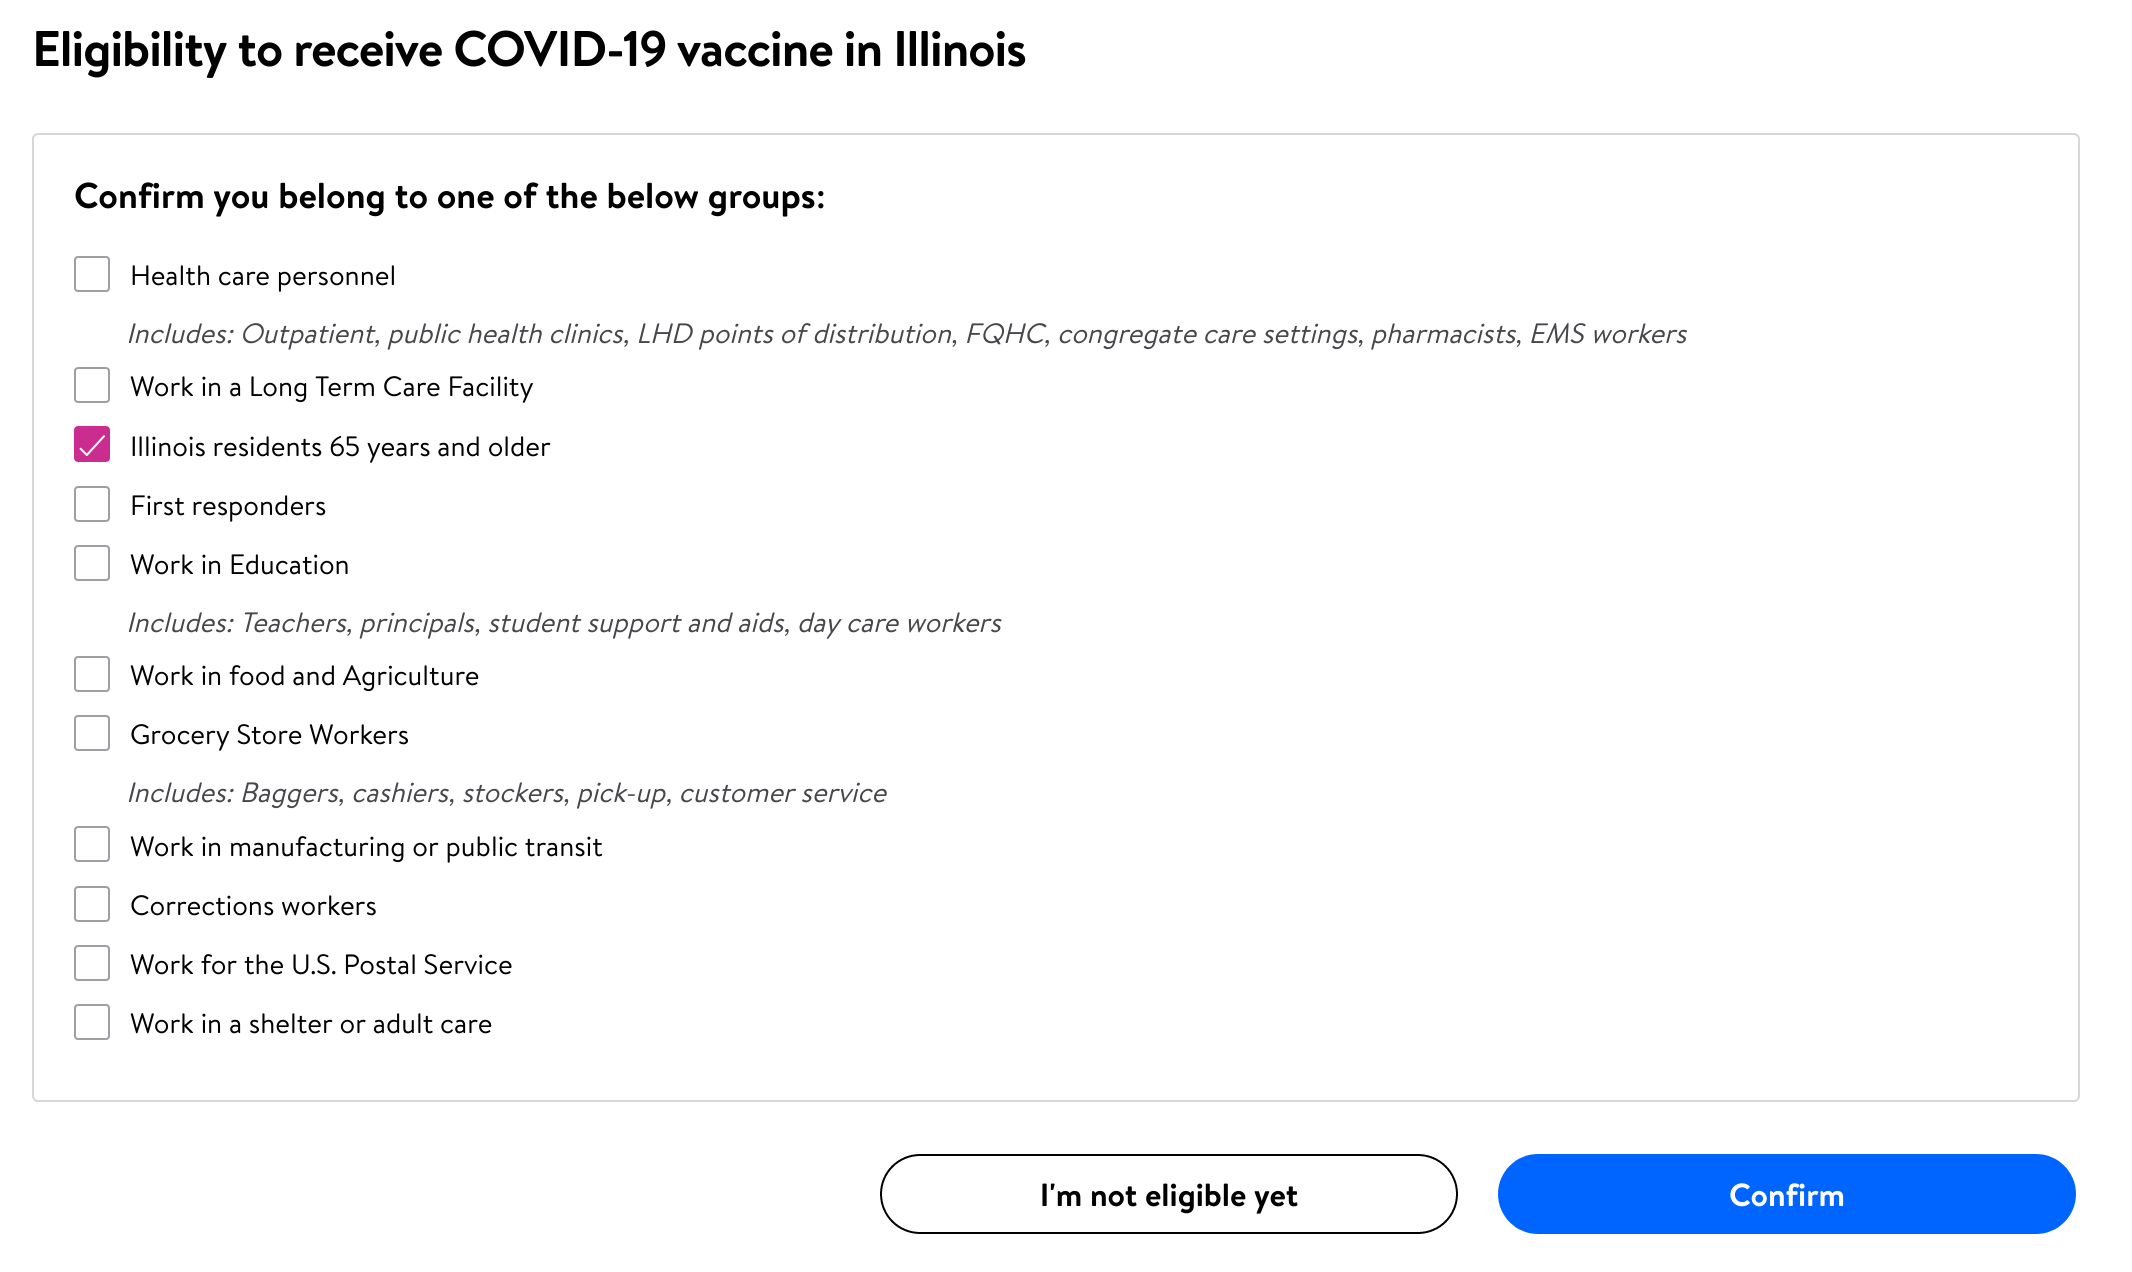 Eligibility to receive COVID-19 vaccine in Illinois
Confirm you belong to one of the below groups:
Health care personnel
Includes: Outpatient, public health clinics, LHD points of distribution, FQHC, congregate care settings, pharmacists, EMS workers
Work in a Long Term Care Facility
Illinois residents 65 years and older
First responders
Work in Education
Includes: Teachers, principals, student support and aids, day care workers
Work in food and Agriculture
Grocery Store Workers
Includes: Baggers, cashiers, stockers, pick-up, customer service
Work in manufacturing or public transit
Corrections workers
Work for the U.S. Postal Service
Work in a shelter or adult care
I'm not eligible yet
Confirm